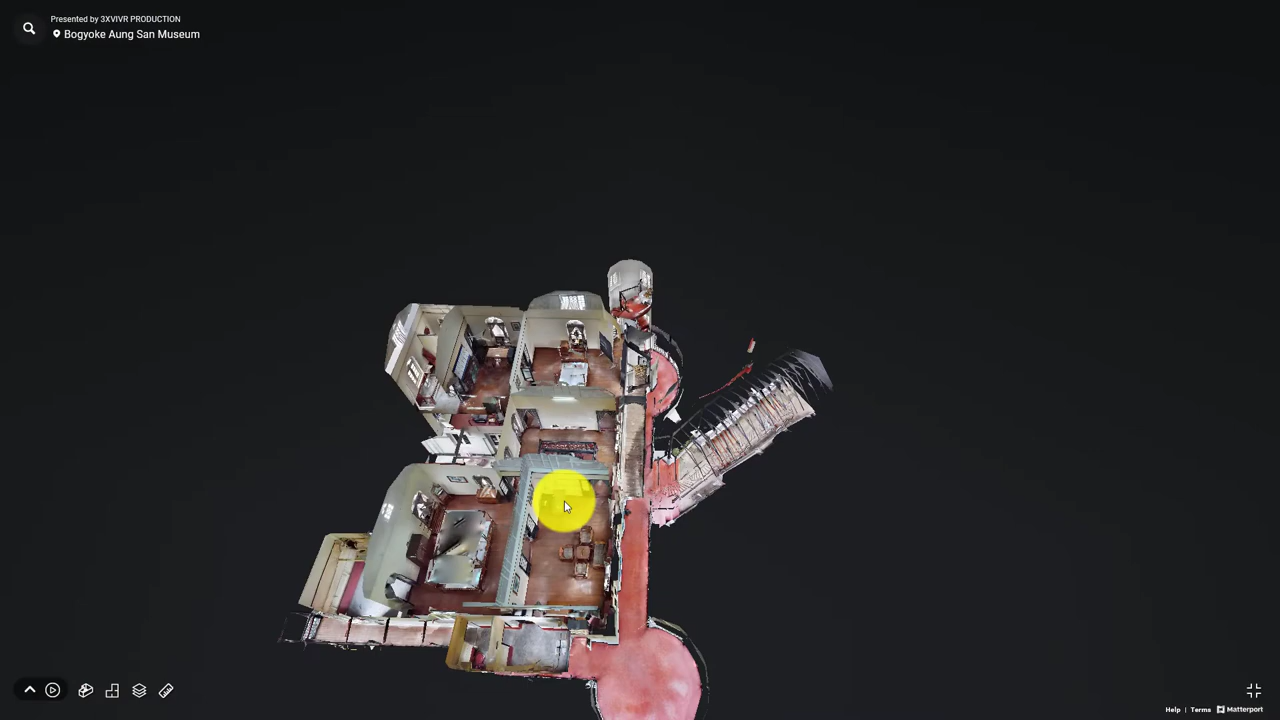 Presented by 3XVIVR PRODUCTION
Bogyoke Aung San Museum
Help | Terms Matterport